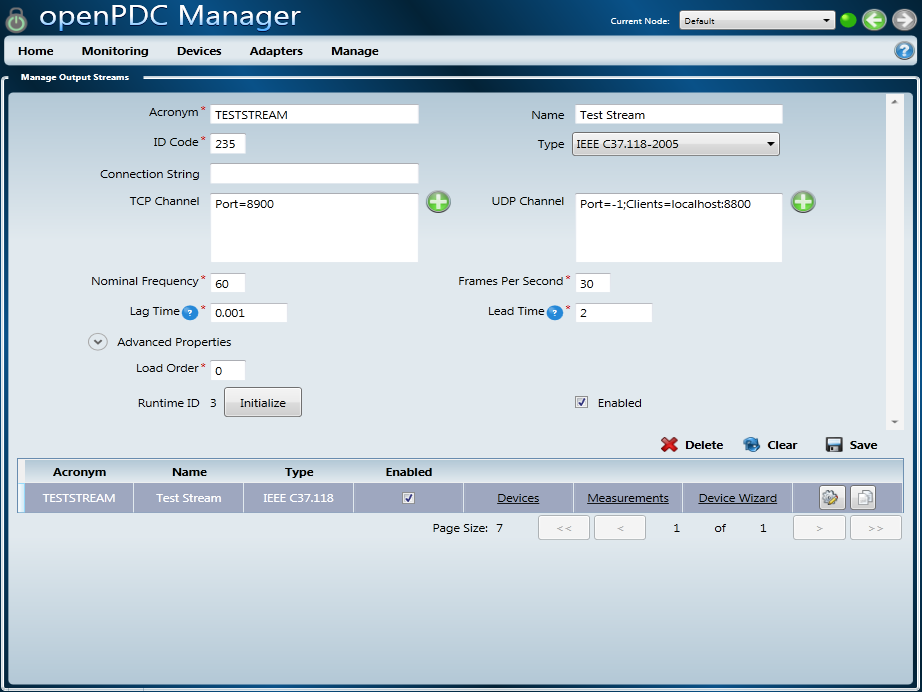 openPDC Manager
Current Node: Default
Home Monitoring Devices Adapters Manage ?
Manage Output Streams
Acronym* TESTSTREAM Name Test Stream
ID Code* 235 Type IEEE C37.118-2005
Connection String
TCP Channel Port=8900 UDP Channel Port=-1;Clients=localhost:8800
Nominal Frequency* 60 Frames Per Second* 30
Lag Time ? * 0.001 Lead Time ? * 2
Advanced Properties
Load Order* 0
Runtime ID 3 Initialize Enabled
Delete Clear Save
Acronym Name Type Enabled
TESTSTREAM Test Stream IEEE C37.118 Devices Measurements Device Wizard
Page Size: 7 << < 1 of 1 > >>